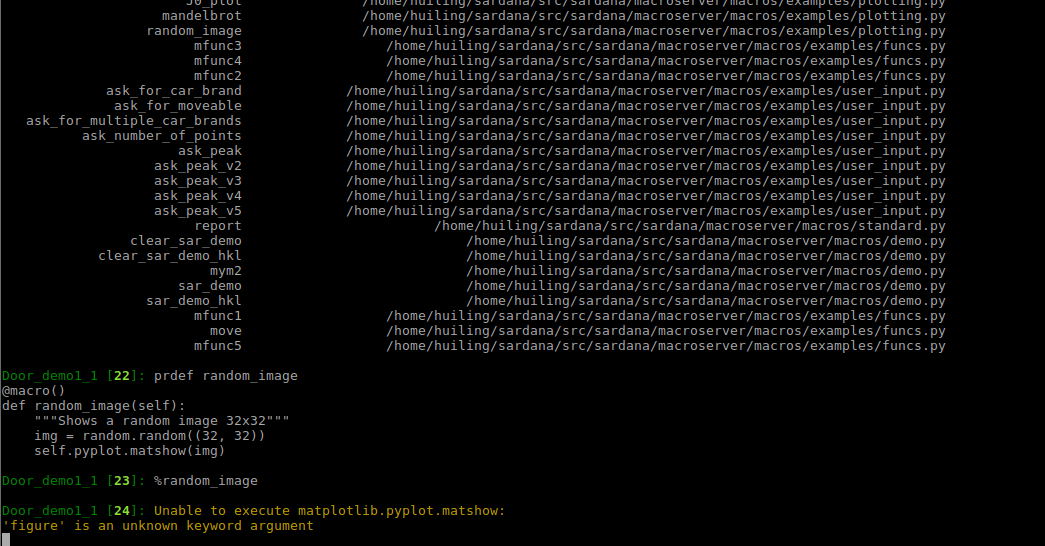 J0_plot /home/huiling/sardana/src/sardana/macroserver/macros/examples/plotting.py
mandelbrot /home/huiling/sardana/src/sardana/macroserver/macros/examples/plotting.py
random_image /home/huiling/sardana/src/sardana/macroserver/macros/examples/plotting.py
mfunc3 /home/huiling/sardana/src/sardana/macroserver/macros/examples/funcs.py
mfunc4 /home/huiling/sardana/src/sardana/macroserver/macros/examples/funcs.py
mfunc2 /home/huiling/sardana/src/sardana/macroserver/macros/examples/funcs.py
ask_for_car_brand /home/huiling/sardana/src/sardana/macroserver/macros/examples/user_input.py
ask_for_moveable /home/huiling/sardana/src/sardana/macroserver/macros/examples/user_input.py
ask_for_multiple_car_brands /home/huiling/sardana/src/sardana/macroserver/macros/examples/user_input.py
ask_number_of_points /home/huiling/sardana/src/sardana/macroserver/macros/examples/user_input.py
ask_peak /home/huiling/sardana/src/sardana/macroserver/macros/examples/user_input.py
ask_peak_v2 /home/huiling/sardana/src/sardana/macroserver/macros/examples/user_input.py
ask_peak_v3 /home/huiling/sardana/src/sardana/macroserver/macros/examples/user_input.py
ask_peak_v4 /home/huiling/sardana/src/sardana/macroserver/macros/examples/user_input.py
ask_peak_v5 /home/huiling/sardana/src/sardana/macroserver/macros/examples/user_input.py
report /home/huiling/sardana/src/sardana/macroserver/macros/standard.py
clear_sar_demo /home/huiling/sardana/src/sardana/macroserver/macros/demo.py
clear_sar_demo_hkl /home/huiling/sardana/src/sardana/macroserver/macros/demo.py
mym2 /home/huiling/sardana/src/sardana/macroserver/macros/demo.py
sar_demo /home/huiling/sardana/src/sardana/macroserver/macros/demo.py
sar_demo_hkl /home/huiling/sardana/src/sardana/macroserver/macros/demo.py
mfunc1 /home/huiling/sardana/src/sardana/macroserver/macros/examples/funcs.py
move /home/huiling/sardana/src/sardana/macroserver/macros/examples/funcs.py
mfunc5 /home/huiling/sardana/src/sardana/macroserver/macros/examples/funcs.py
Door_demo1_1 [22]: prdef random_image
@macro()
def random_image(self):
    """Shows a random image 32x32"""
    img = random.random((32, 32))
    self.pyplot.matshow(img)
Door_demo1_1 [23]: %random_image
Door_demo1_1 [24]: Unable to execute matplotlib.pyplot.matshow:
'figure' is an unknown keyword argument